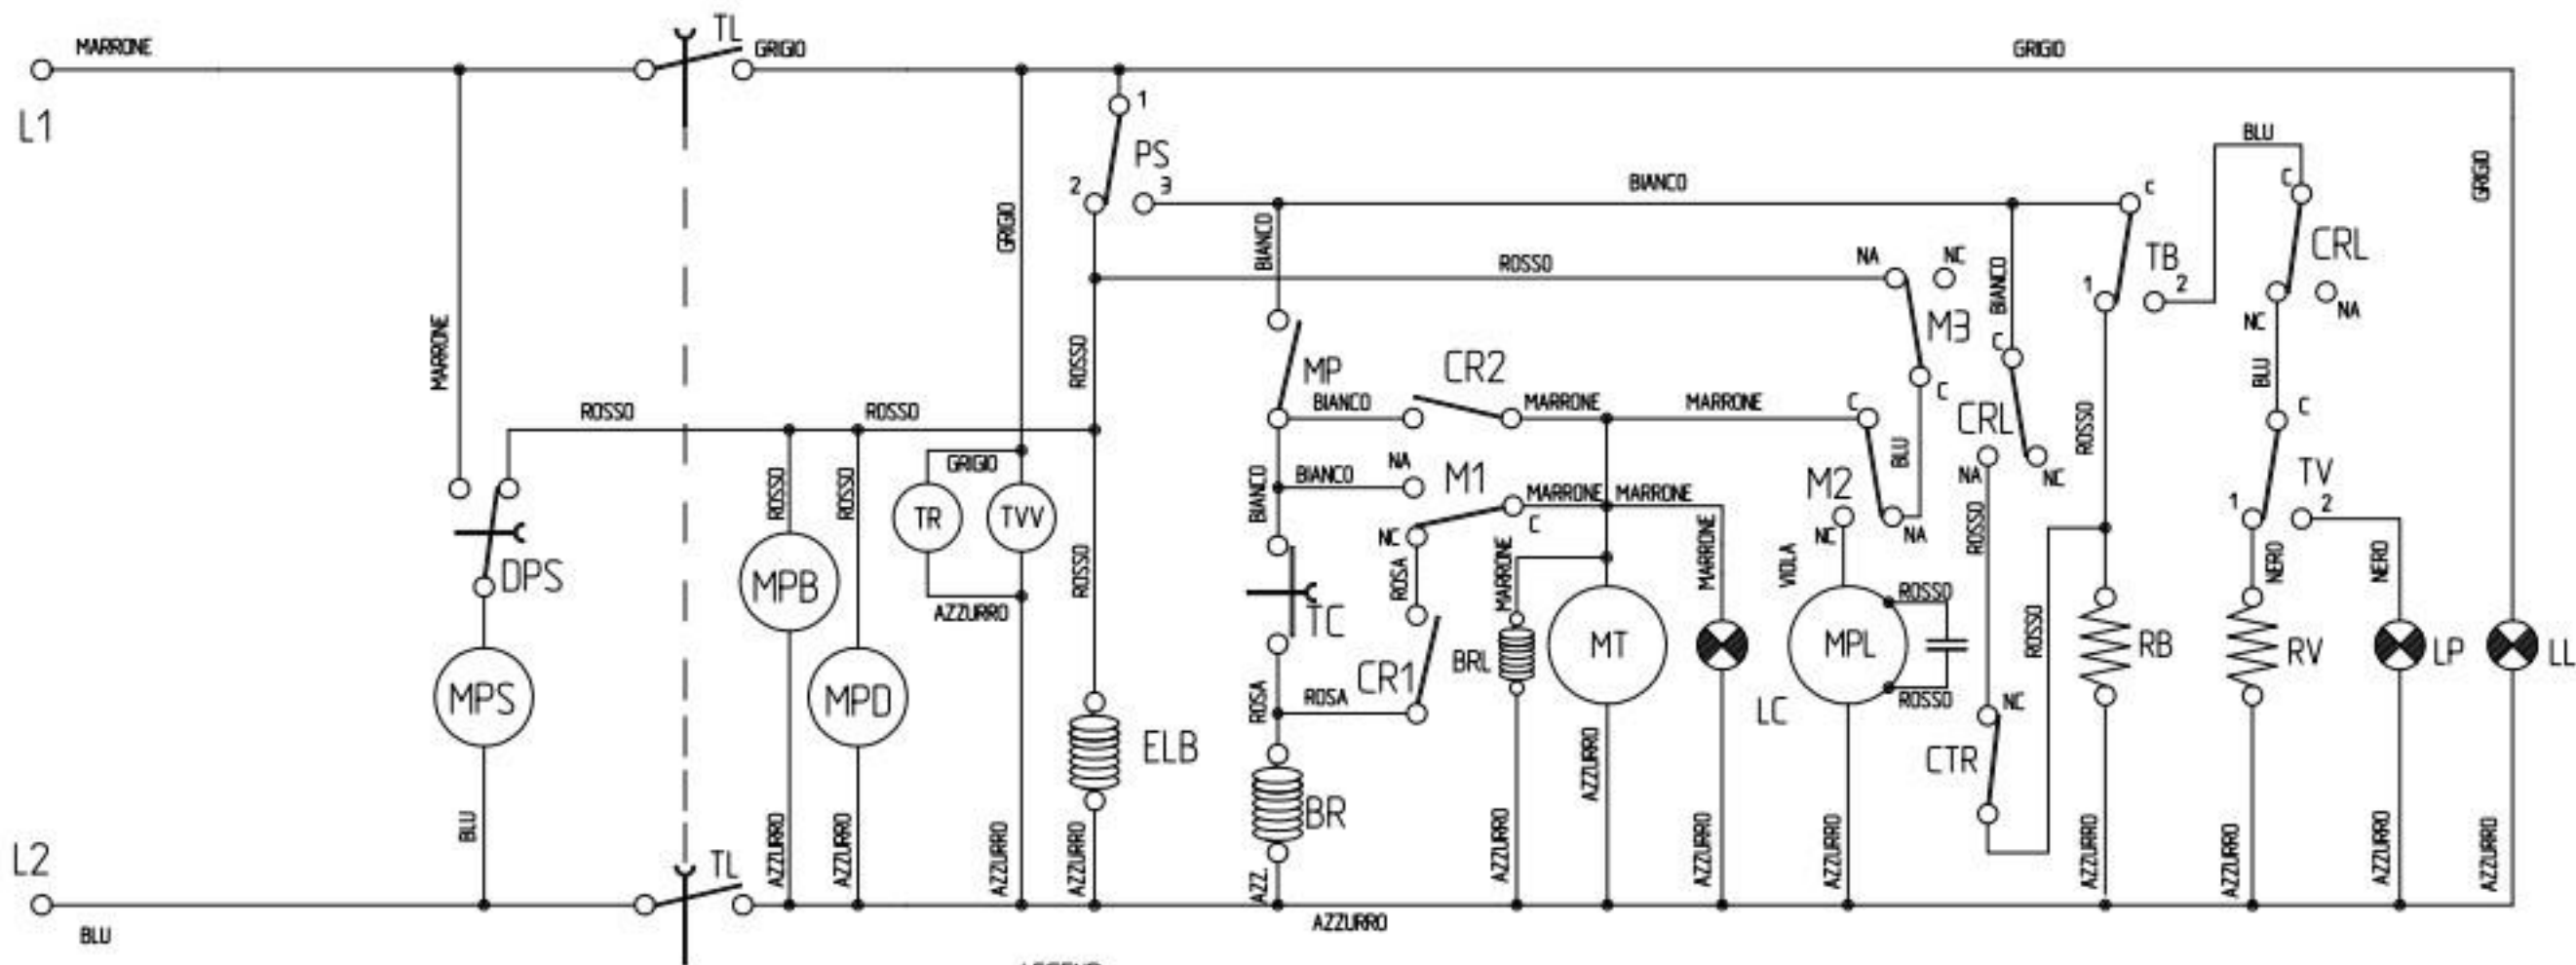 MARRONE
TL
GRIGIO
GRIGIO
L1
1
PS
2
3
BIANCO
BLU
C
GRIGIO
c
GRIGIO
BIANCO
ROSSO
NA
NC
BIANCO
TB
1
2
CRL
NC
NA
M3
C
C
MARRONE
ROSSO
MP
CR2
BLU
ROSSO
ROSSO
BIANCO
MARRONE
MARRONE
C
CRL
ROSSO
C
BLU
GRIGIO
BIANCO
BIANCO
NA
M1
MARRONE
MARRONE
M2
NA
NC
TV
1
2
ROSSO
ROSSO
TR
TVV
NC
C
NC
NA
ROSSO
DPS
MPB
ROSSO
TC
ROSA
MARRONE
MARRONE
VIOLA
ROSSO
NERO
NERO
AZZURRO
MPS
MPD
CR1
BRL
MT
MPL
ROSSO
RB
RV
LP
LL
ROSA
ROSA
LC
ROSSO
NC
ELB
AZZURRO
CTR
BR
BLU
AZZURRO
AZZURRO
AZZURRO
AZZURRO
AZZ.
AZZURRO
AZZURRO
AZZURRO
AZZURRO
AZZURRO
AZZURRO
AZZURRO
L2
TL
BLU
AZZURRO